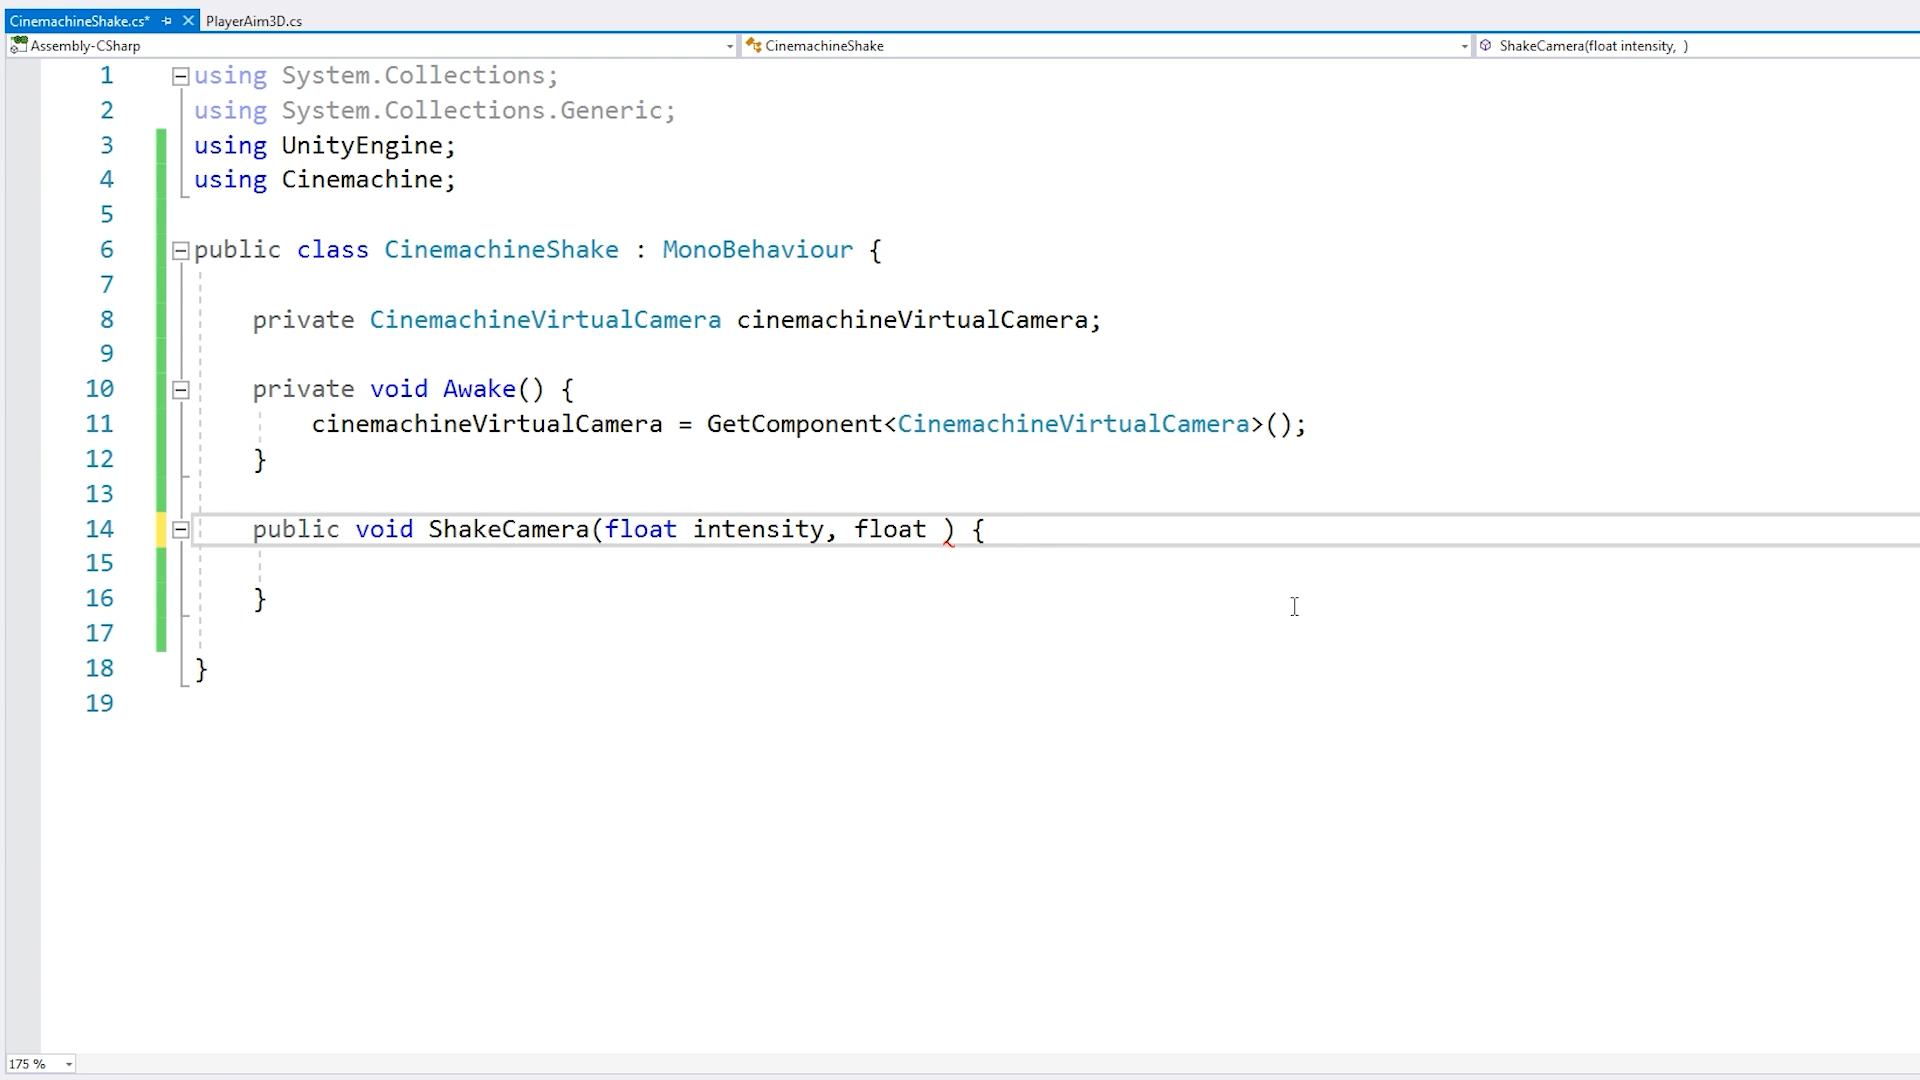 CinemachineShake.cs* PlayerAim3D.cs
Assembly-CSharp CinemachineShake ShakeCamera(float intensity, )
1 using System.Collections;
2 using System.Collections.Generic;
3 using UnityEngine;
4 using Cinemachine;
5
6 public class CinemachineShake : MonoBehaviour {
7
8 private CinemachineVirtualCamera cinemachineVirtualCamera;
9
10 private void Awake() {
11 cinemachineVirtualCamera = GetComponent<CinemachineVirtualCamera>();
12 }
13
14 public void ShakeCamera(float intensity, float ) {
15
16 }
17
18 }
19
175 %